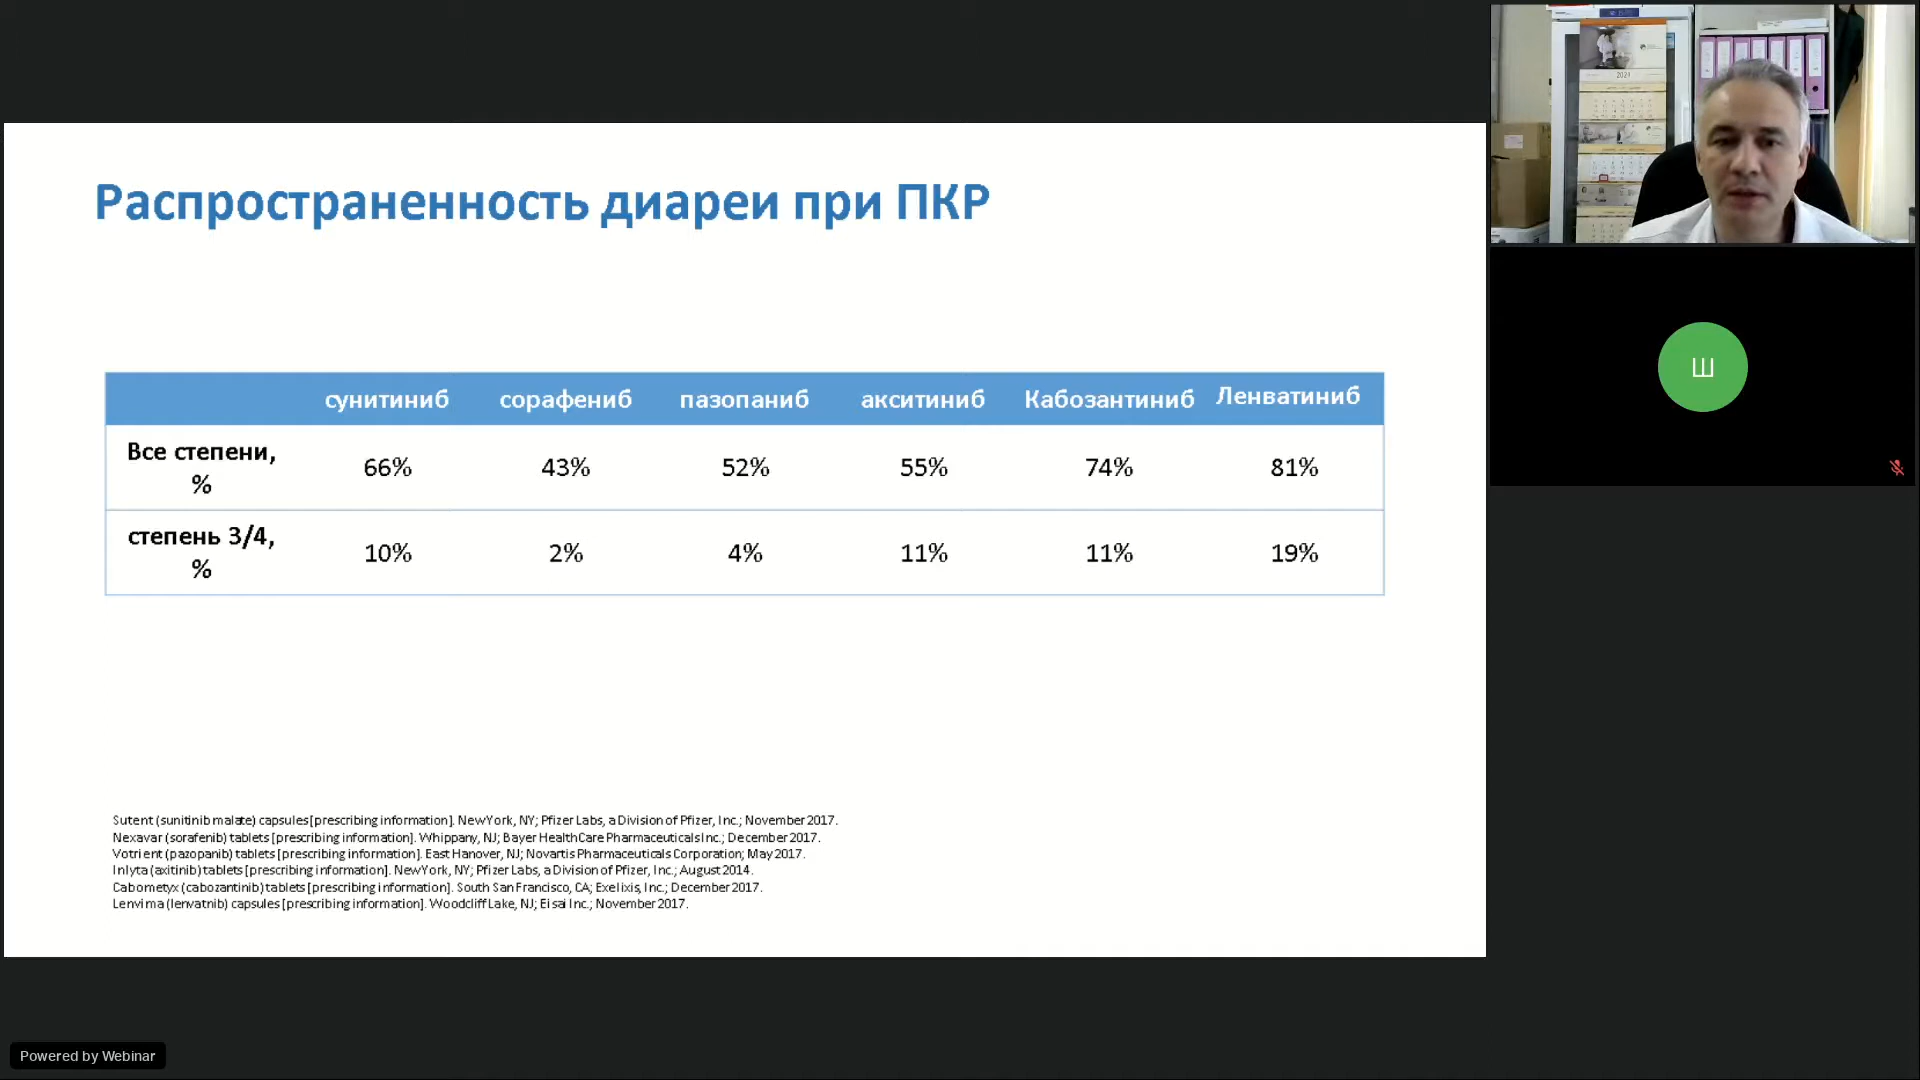 Распространенность диареи при ПКР
сунитиниб сорафениб пазопаниб акситиниб Кабозантиниб Ленватиниб
Все степени, %
66% 43% 52% 55% 74% 81%
степень 3/4, %
10% 2% 4% 11% 11% 19%
Sutent (sunitinib malate) capsules [prescribing information]. New York, NY; Pfizer Labs, a Division of Pfizer, Inc.; November 2017.
Nexavar (sorafenib) tablets [prescribing information]. Whippany, NJ; Bayer HealthCare Pharmaceuticals Inc.; December 2017.
Votrient (pazopanib) tablets [prescribing information]. East Hanover, NJ; Novartis Pharmaceuticals Corporation; May 2017.
Inlyta (axitinib) tablets [prescribing information]. New York, NY; Pfizer Labs, a Division of Pfizer, Inc.; August 2014.
Cabometyx (cabozantinib) tablets [prescribing information]. South San Francisco, CA; Exelixis, Inc.; December 2017.
Lenvima (lenvatnib) capsules [prescribing information]. Woodcliff Lake, NJ; Eisai Inc.; November 2017.
2021
Ш
Powered by Webinar